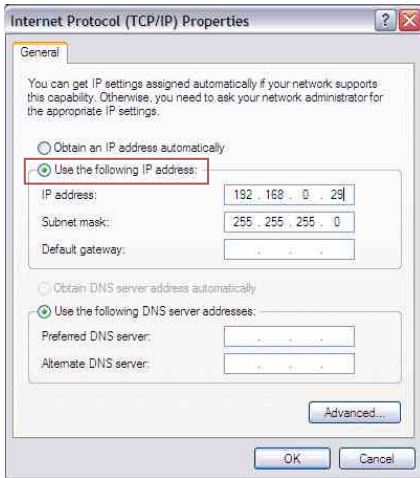 Internet Protocol (TCP/IP) Properties
General
You can get IP settings assigned automatically if your network supports
this capability. Otherwise, you need to ask your network administrator for
the appropriate IP settings.
Obtain an IP address automatically
Use the following IP address:
IP address: 192 . 168 . 0 . 29
Subnet mask: 255 . 255 . 255 . 0
Default gateway: . . .
Obtain DNS server address automatically
Use the following DNS server addresses:
Preferred DNS server: . . .
Alternate DNS server: . . .
Advanced...
OK Cancel